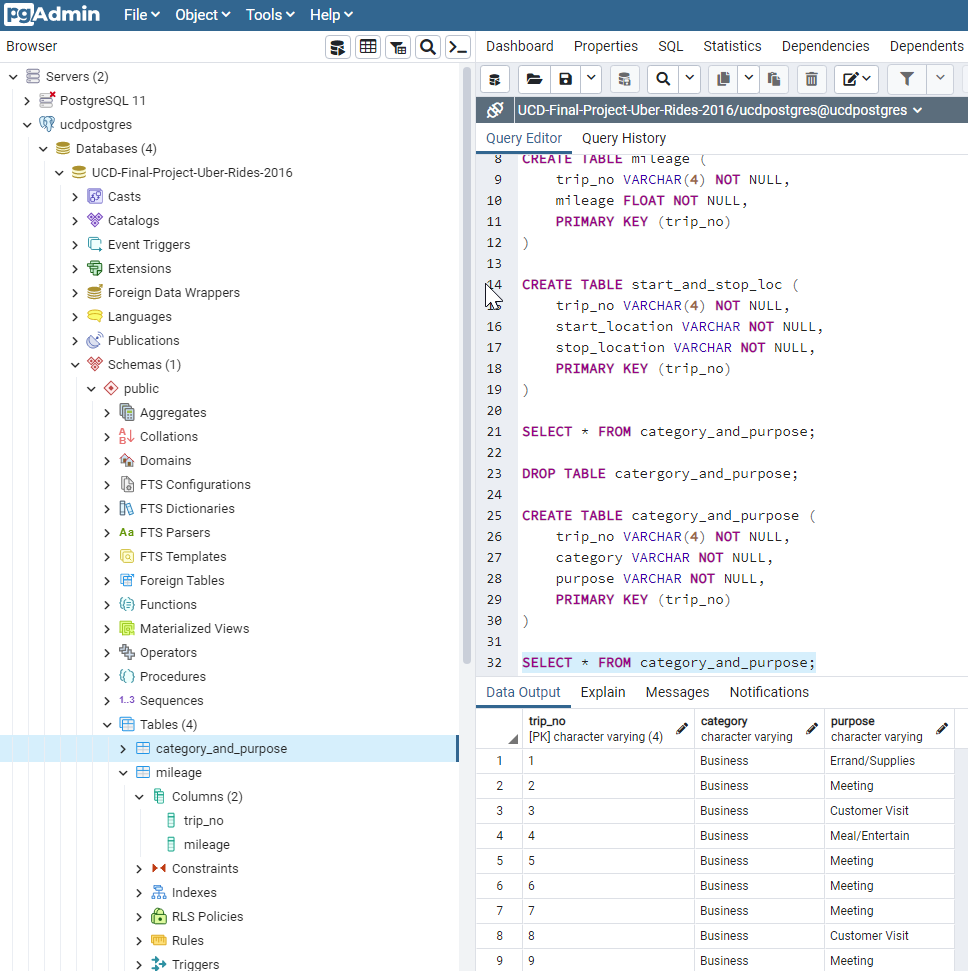 pgAdmin File Object Tools Help
Browser
Dashboard Properties SQL Statistics Dependencies Dependents
Servers (2)
PostgreSQL 11
ucdpostgres
Databases (4)
UCD-Final-Project-Uber-Rides-2016
Casts
Catalogs
Event Triggers
Extensions
Foreign Data Wrappers
Languages
Publications
Schemas (1)
public
Aggregates
Collations
Domains
FTS Configurations
FTS Dictionaries
Aa FTS Parsers
FTS Templates
Foreign Tables
Functions
Materialized Views
Operators
Procedures
1..3 Sequences
Tables (4)
category_and_purpose
mileage
Columns (2)
trip_no
mileage
Constraints
Indexes
RLS Policies
Rules
Triggers
UCD-Final-Project-Uber-Rides-2016/ucdpostgres@ucdpostgres
Query Editor Query History
8 CREATE TABLE mileage (
9 trip_no VARCHAR(4) NOT NULL,
10 mileage FLOAT NOT NULL,
11 PRIMARY KEY (trip_no)
12 )
13
14 CREATE TABLE start_and_stop_loc (
15 trip_no VARCHAR(4) NOT NULL,
16 start_location VARCHAR NOT NULL,
17 stop_location VARCHAR NOT NULL,
18 PRIMARY KEY (trip_no)
19 )
20
21 SELECT * FROM category_and_purpose;
22
23 DROP TABLE catergory_and_purpose;
24
25 CREATE TABLE category_and_purpose (
26 trip_no VARCHAR(4) NOT NULL,
27 category VARCHAR NOT NULL,
28 purpose VARCHAR NOT NULL,
29 PRIMARY KEY (trip_no)
30 )
31
32 SELECT * FROM category_and_purpose;
Data Output Explain Messages Notifications
trip_no category purpose
[PK] character varying (4) character varying character varying
1 1 Business Errand/Supplies
2 2 Business Meeting
3 3 Business Customer Visit
4 4 Business Meal/Entertain
5 5 Business Meeting
6 6 Business Meeting
7 7 Business Meeting
8 8 Business Customer Visit
9 9 Business Meeting